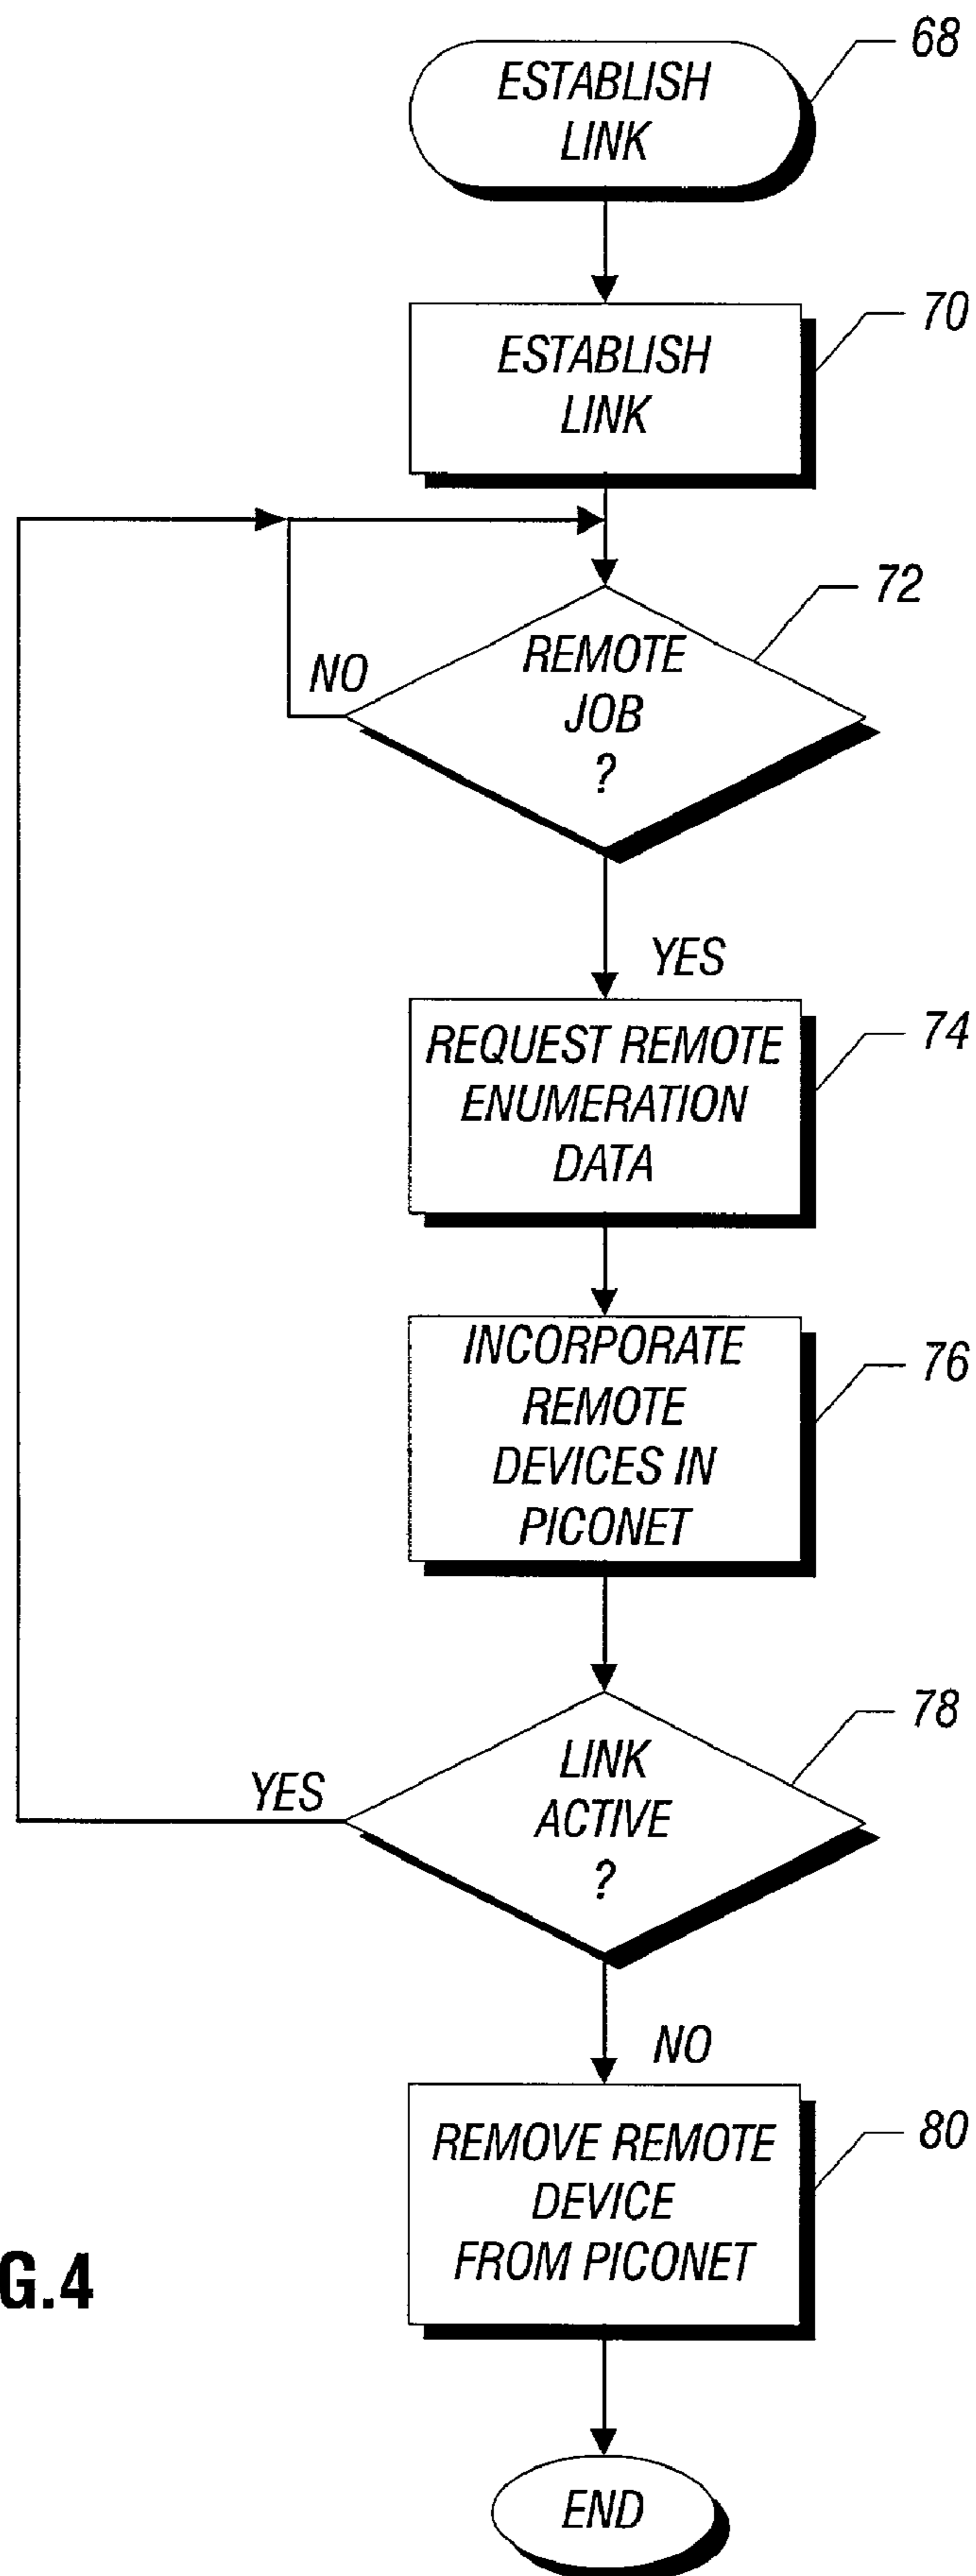 ESTABLISH
LINK
68
ESTABLISH
LINK
70
REMOTE
JOB
?
72
NO
YES
REQUEST REMOTE
ENUMERATION
DATA
74
INCORPORATE
REMOTE
DEVICES IN
PICONET
76
LINK
ACTIVE
?
78
YES
NO
REMOVE REMOTE
DEVICE
FROM PICONET
80
G.4
END